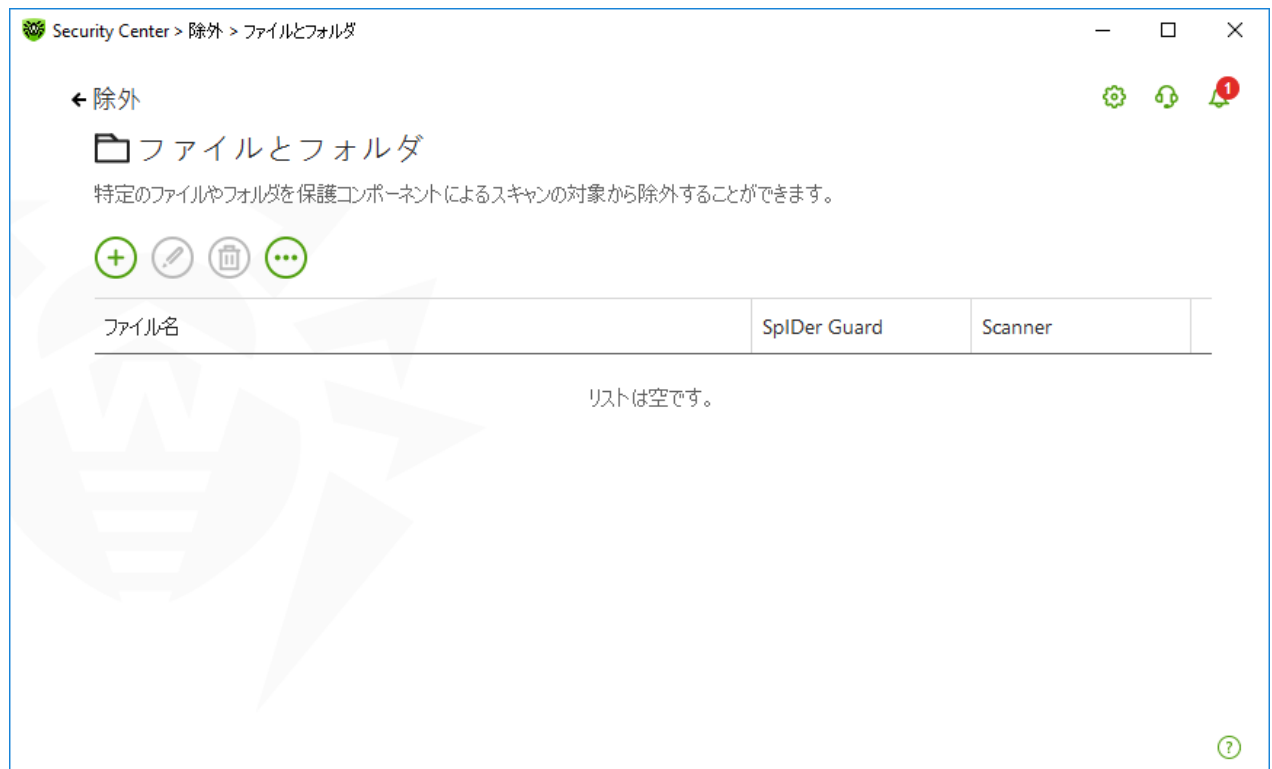 Security Center > 除外 > ファイルとフォルダ
除外
1
ファイルとフォルダ
特定のファイルやフォルダを保護コンポーネントによるスキャンの対象から除外することができます。
ファイル名 SpIDer Guard Scanner
リストは空です。
?